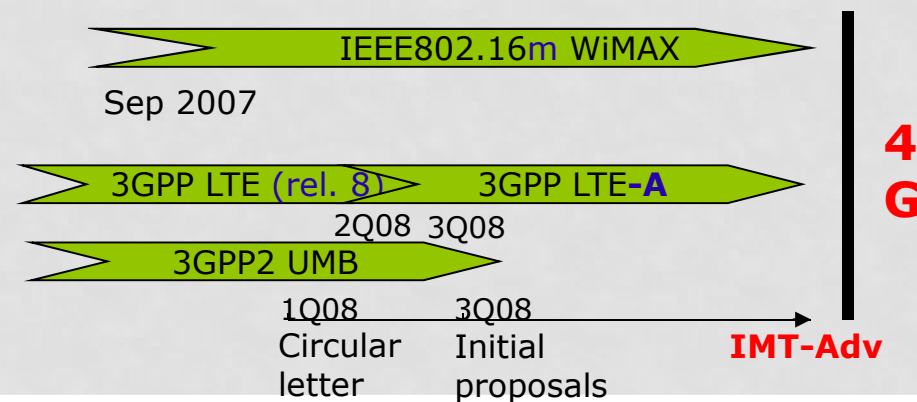 IEEE802.16m WiMAX
Sep 2007
4
G
3GPP LTE (rel. 8)
3GPP LTE-A
2Q08
3Q08
3GPP2 UMB
1Q08
3Q08
Circular
letter
Initial
proposals
IMT-Adv